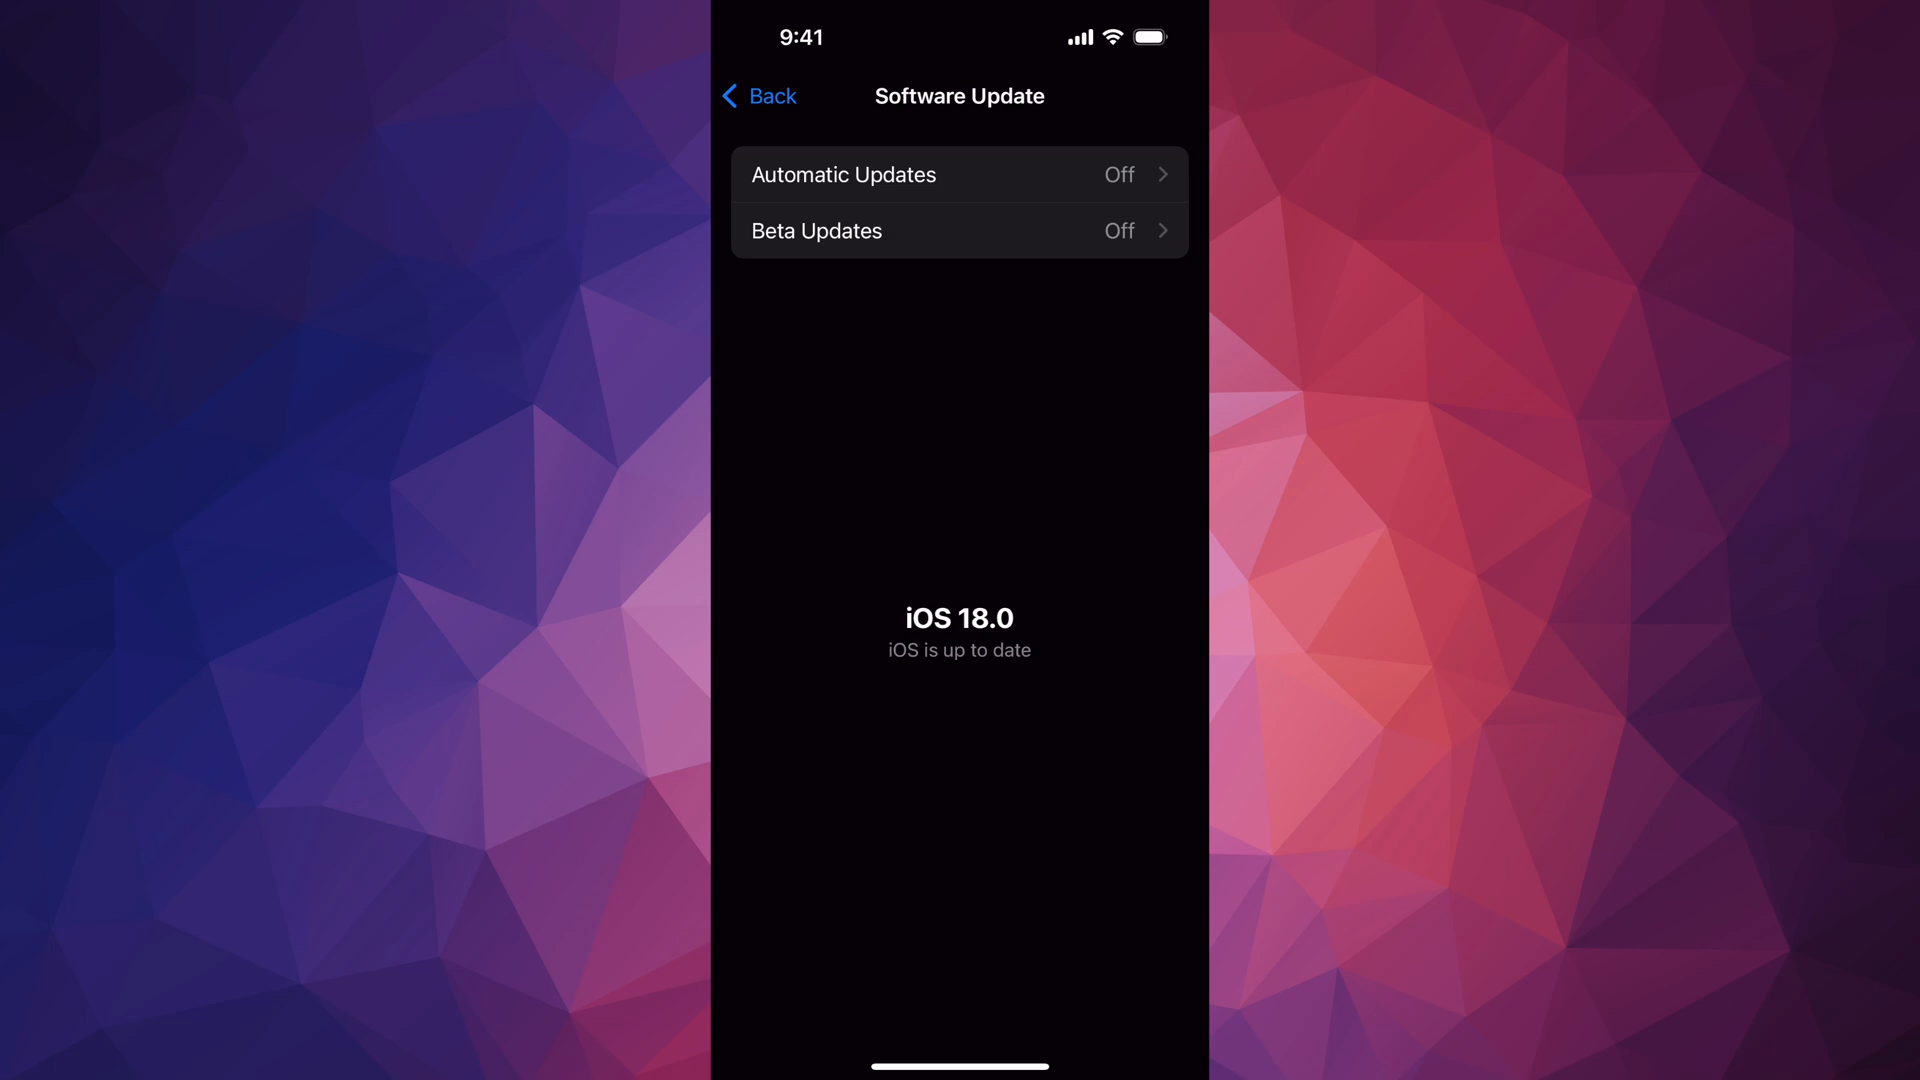 9:41
Back
Software Update
Automatic Updates Off
Beta Updates Off
iOS 18.0
iOS is up to date